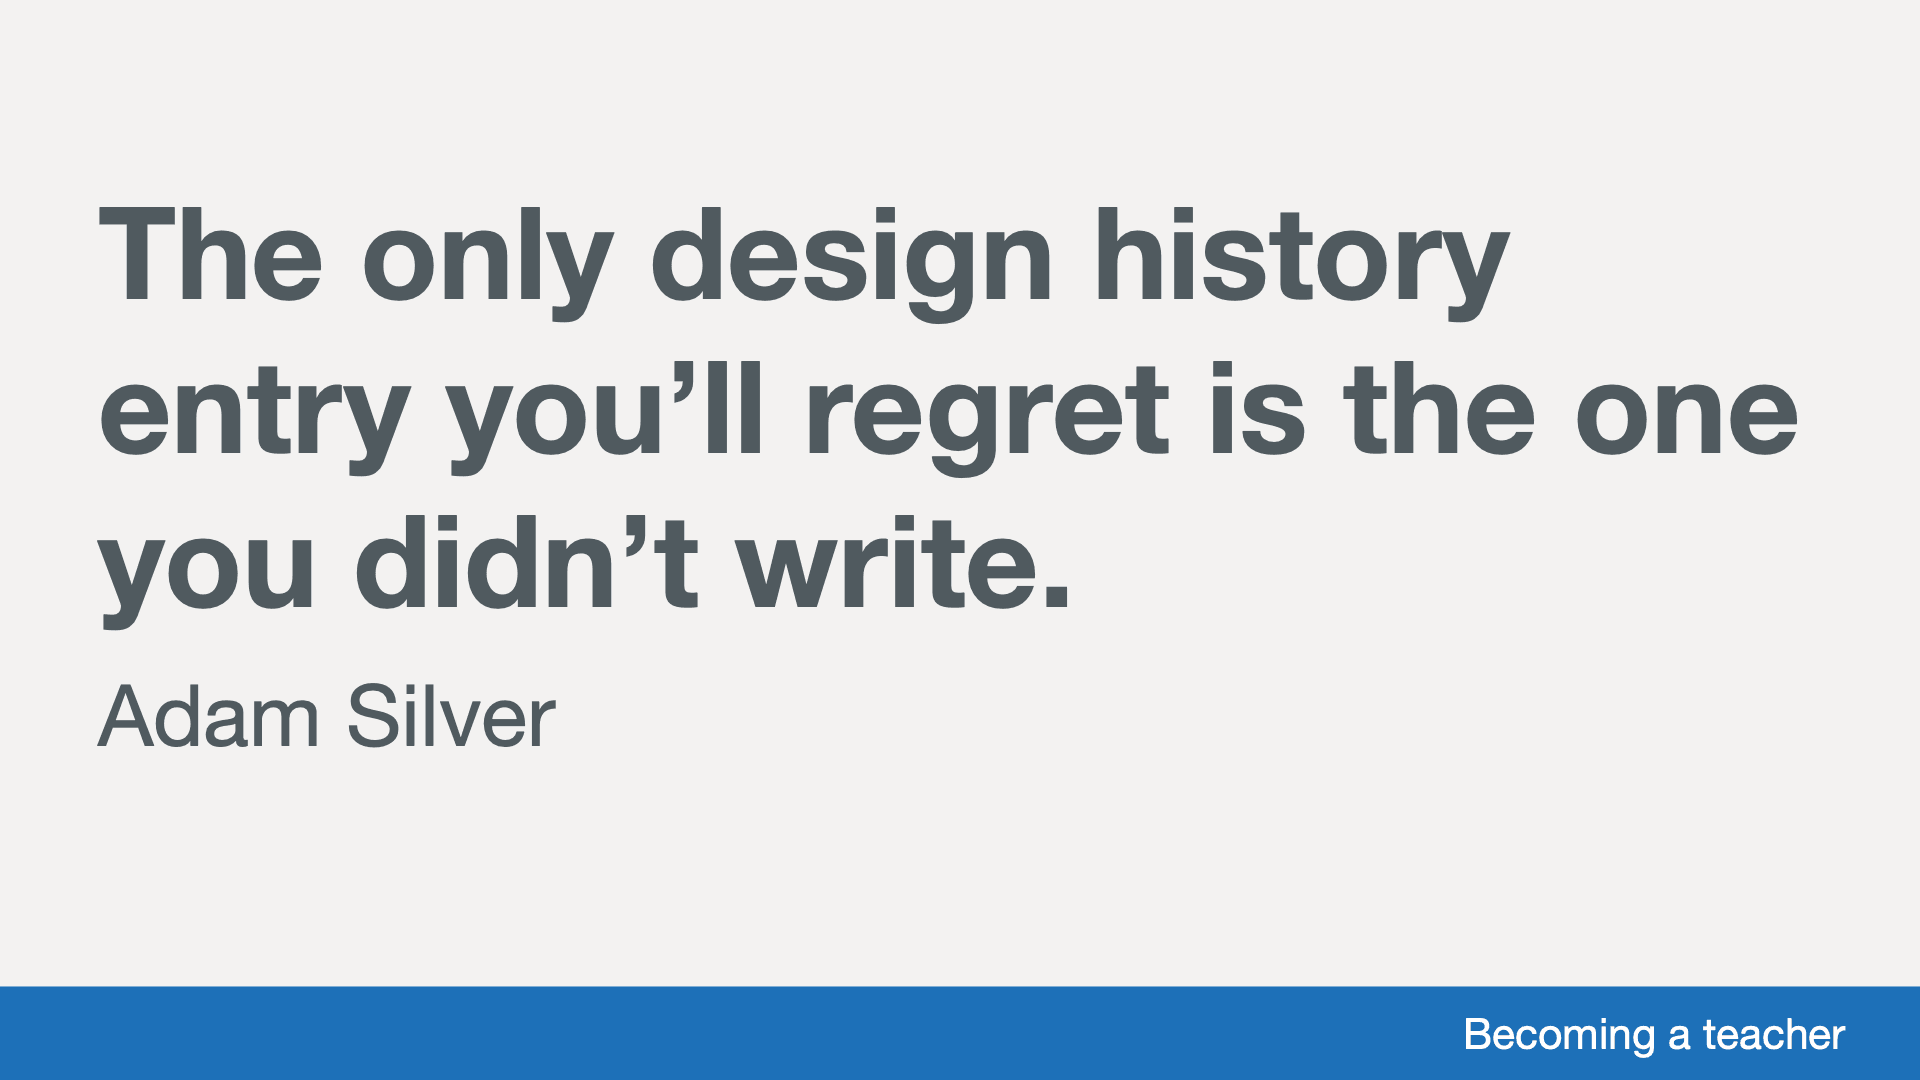 The only design history
entry you’ll regret is the one
you didn’t write.
Adam Silver
Becoming a teacher